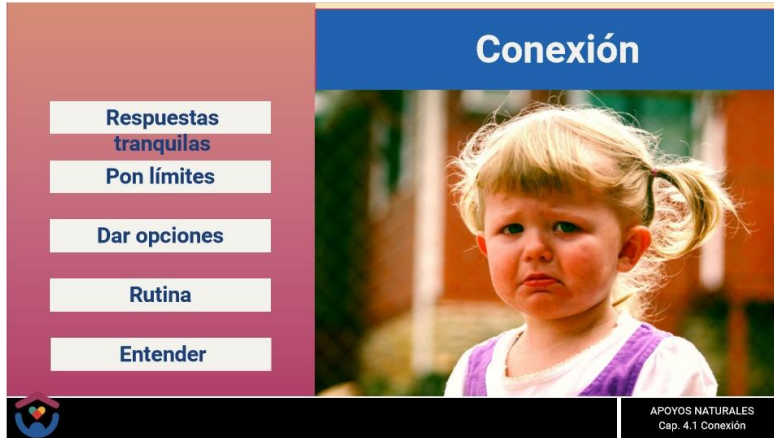 Conexión
Respuestas
tranquilas
Pon límites
Dar opciones
Rutina
Entender
APOYOS NATURALES
Cap. 4.1 Conexión